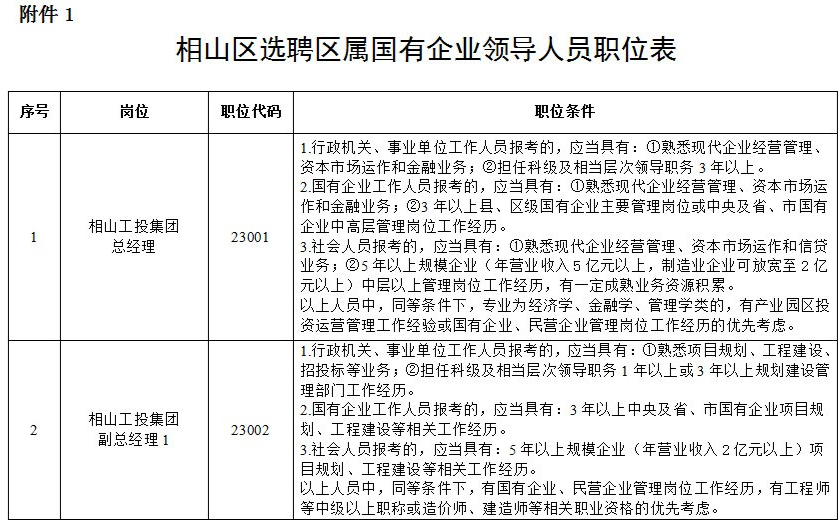 附件 1
相山区选聘区属国有企业领导人员职位表
序号 岗位 职位代码 职位条件
1
相山工投集团
总经理
23001
1.行政机关、事业单位工作人员报考的，应当具有：①熟悉现代企业经营管理、
资本市场运作和金融业务；②担任科级及相当层次领导职务 3 年以上。
2.国有企业工作人员报考的，应当具有：①熟悉现代企业经营管理、资本市场运
作和金融业务；②3 年以上县、区级国有企业主要管理岗位或中央及省、市国有
企业中高层管理岗位工作经历。
3.社会人员报考的，应当具有：①熟悉现代企业经营管理、资本市场运作和信贷
业务；②5 年以上规模企业（年营业收入 5 亿元以上，制造业企业可放宽至 2 亿
元以上）中层以上管理岗位工作经历，有一定成熟业务资源积累。
以上人员中，同等条件下，专业为经济学、金融学、管理学类的，有产业园区投
资运营管理工作经验或国有企业、民营企业管理岗位工作经历的优先考虑。
2
相山工投集团
副总经理 1
23002
1.行政机关、事业单位工作人员报考的，应当具有：①熟悉项目规划、工程建设、
招投标等业务；②担任科级及相当层次领导职务 1 年以上或 3 年以上规划建设管
理部门工作经历。
2.国有企业工作人员报考的，应当具有：3 年以上中央及省、市国有企业项目规
划、工程建设等相关工作经历。
3.社会人员报考的，应当具有：5 年以上规模企业（年营业收入 2 亿元以上）项
目规划、工程建设等相关工作经历。
以上人员中，同等条件下，有国有企业、民营企业管理岗位工作经历，有工程师
等中级以上职称或造价师、建造师等相关职业资格的优先考虑。